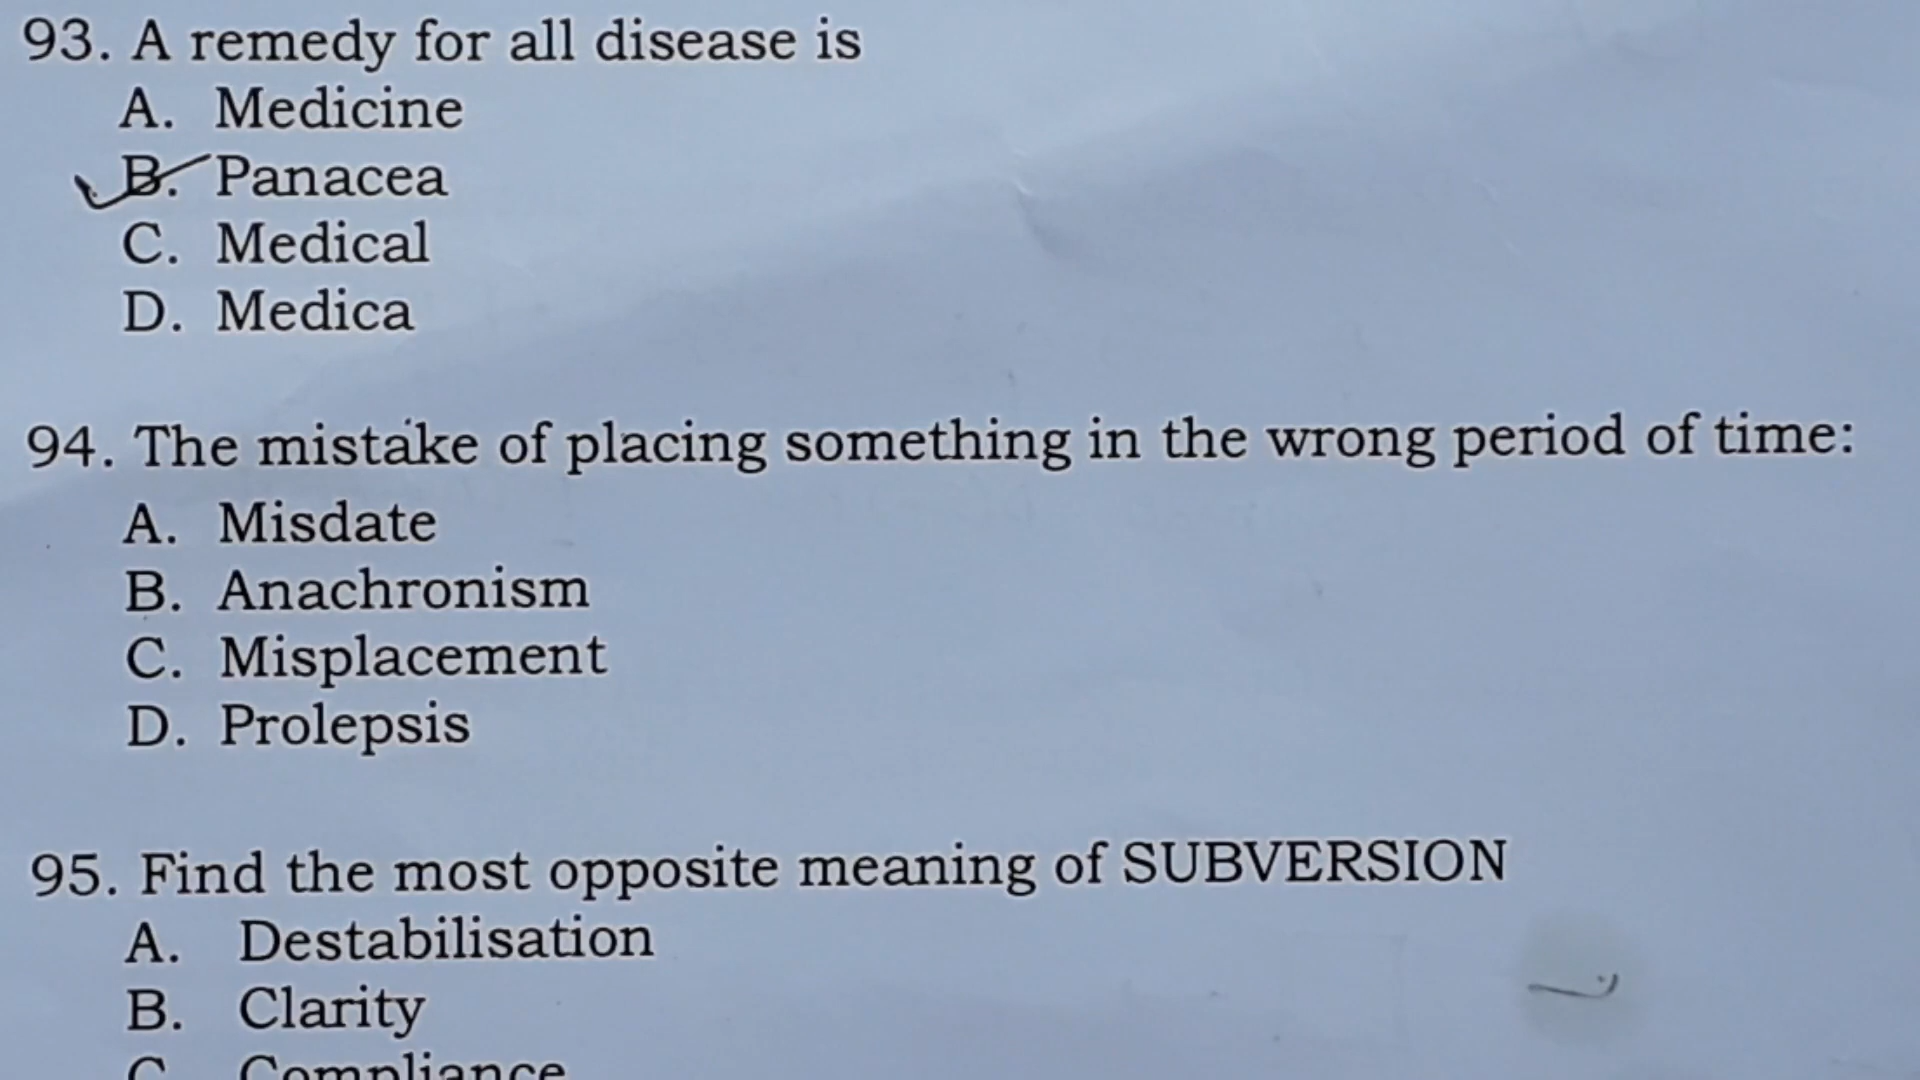 93. A remedy for all disease is
A. Medicine
B. Panacea
C. Medical
D. Medica
94. The mistake of placing something in the wrong period of time:
A. Misdate
B. Anachronism
C. Misplacement
D. Prolepsis
95. Find the most opposite meaning of SUBVERSION
A. Destabilisation
B. Clarity
C Compliance